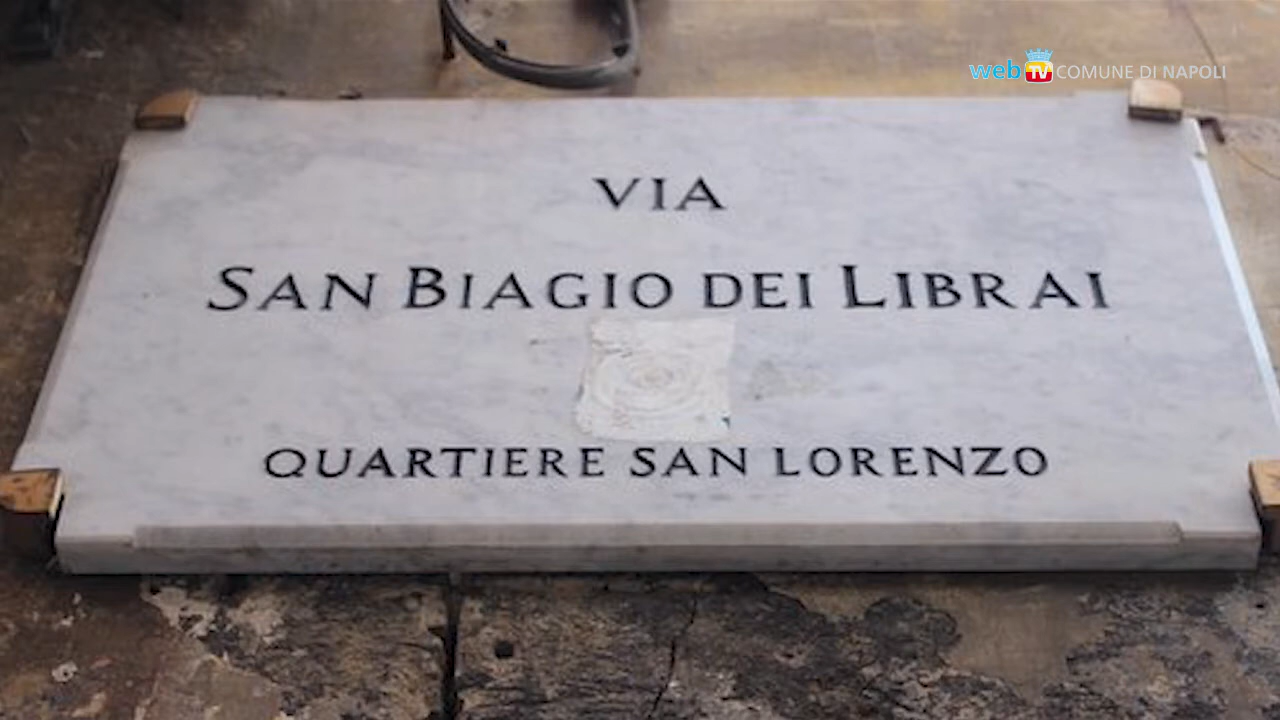 web TV COMUNE DI NAPOLI
VIA
SAN BIAGIO DEI LIBRAI
QUARTIERE SAN LORENZO